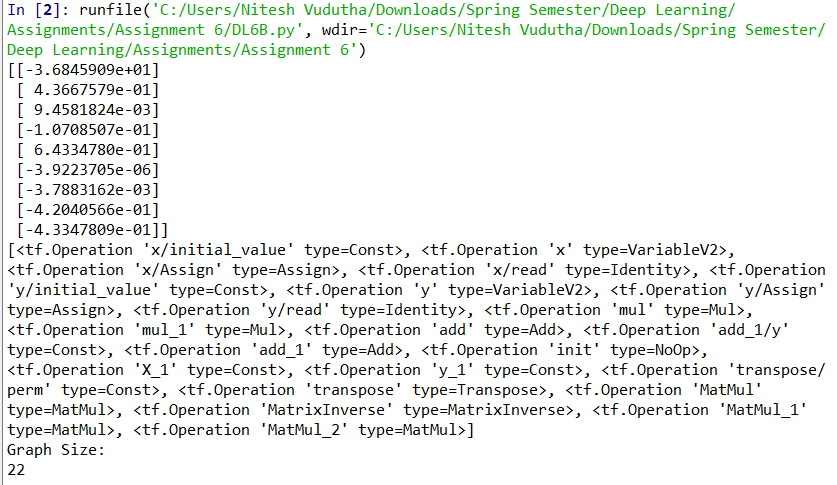 In [2]: runfile('C:/Users/Nitesh Vudutha/Downloads/Spring Semester/Deep Learning/
Assignments/Assignment 6/DL6B.py', wdir='C:/Users/Nitesh Vudutha/Downloads/Spring Semester/
Deep Learning/Assignments/Assignment 6')
[[-3.6845909e+01]
 [ 4.3667579e-01]
 [ 9.4581824e-03]
 [-1.0708507e-01]
 [ 6.4334780e-01]
 [-3.9223705e-06]
 [-3.7883162e-03]
 [-4.2040566e-01]
 [-4.3347809e-01]]
[<tf.Operation 'x/initial_value' type=Const>, <tf.Operation 'x' type=VariableV2>,
<tf.Operation 'x/Assign' type=Assign>, <tf.Operation 'x/read' type=Identity>, <tf.Operation
'y/initial_value' type=Const>, <tf.Operation 'y' type=VariableV2>, <tf.Operation 'y/Assign'
type=Assign>, <tf.Operation 'y/read' type=Identity>, <tf.Operation 'mul' type=Mul>,
<tf.Operation 'mul_1' type=Mul>, <tf.Operation 'add' type=Add>, <tf.Operation 'add_1/y'
type=Const>, <tf.Operation 'add_1' type=Add>, <tf.Operation 'init' type=NoOp>,
<tf.Operation 'X_1' type=Const>, <tf.Operation 'y_1' type=Const>, <tf.Operation 'transpose/
perm' type=Const>, <tf.Operation 'transpose' type=Transpose>, <tf.Operation 'MatMul'
type=MatMul>, <tf.Operation 'MatrixInverse' type=MatrixInverse>, <tf.Operation 'MatMul_1'
type=MatMul>, <tf.Operation 'MatMul_2' type=MatMul>]
Graph Size:
22